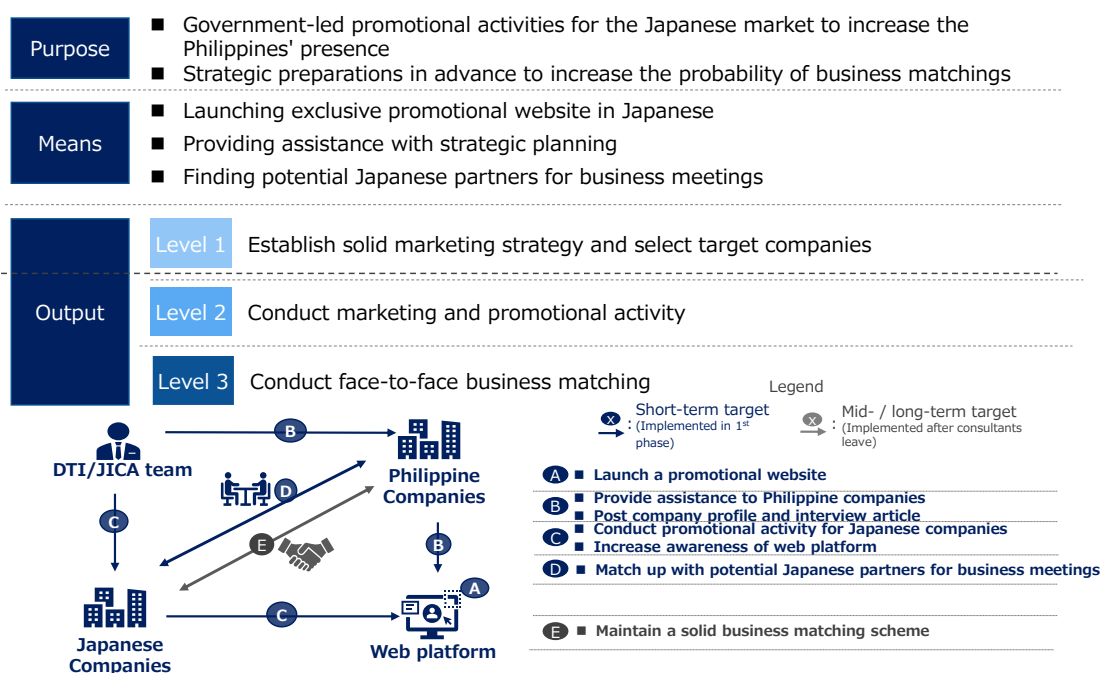 Purpose
■ Government-led promotional activities for the Japanese market to increase the
Philippines' presence
■ Strategic preparations in advance to increase the probability of business matchings
Means
■ Launching exclusive promotional website in Japanese
■ Providing assistance with strategic planning
■ Finding potential Japanese partners for business meetings
Output
Level 1
Establish solid marketing strategy and select target companies
Level 2
Conduct marketing and promotional activity
Level 3
Conduct face-to-face business matching
Legend
X : Short-term target
(Implemented in 1st
phase)
X : Mid- / long-term target
(Implemented after consultants
leave)
DTI/JICA team
B
Philippine
Companies
D
C
E
B
A
Japanese
Companies
C
Web platform
A ■ Launch a promotional website
B ■ Provide assistance to Philippine companies
■ Post company profile and interview article
C ■ Conduct promotional activity for Japanese companies
■ Increase awareness of web platform
D ■ Match up with potential Japanese partners for business meetings
E ■ Maintain a solid business matching scheme